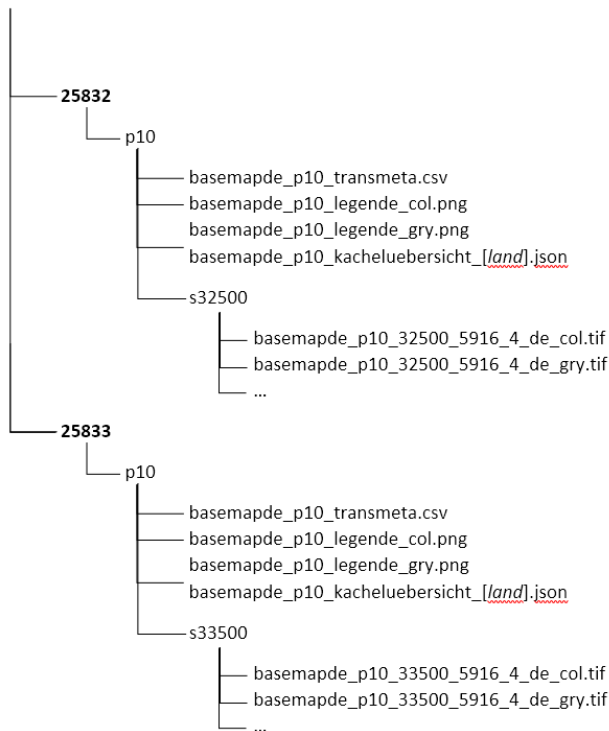 25832
p10
basemapde_p10_transmeta.csv
basemapde_p10_legende_col.png
basemapde_p10_legende_gry.png
basemapde_p10_kacheluebersicht_[land].json
s32500
basemapde_p10_32500_5916_4_de_col.tif
basemapde_p10_32500_5916_4_de_gry.tif
...
25833
p10
basemapde_p10_transmeta.csv
basemapde_p10_legende_col.png
basemapde_p10_legende_gry.png
basemapde_p10_kacheluebersicht_[land].json
s33500
basemapde_p10_33500_5916_4_de_col.tif
basemapde_p10_33500_5916_4_de_gry.tif
...